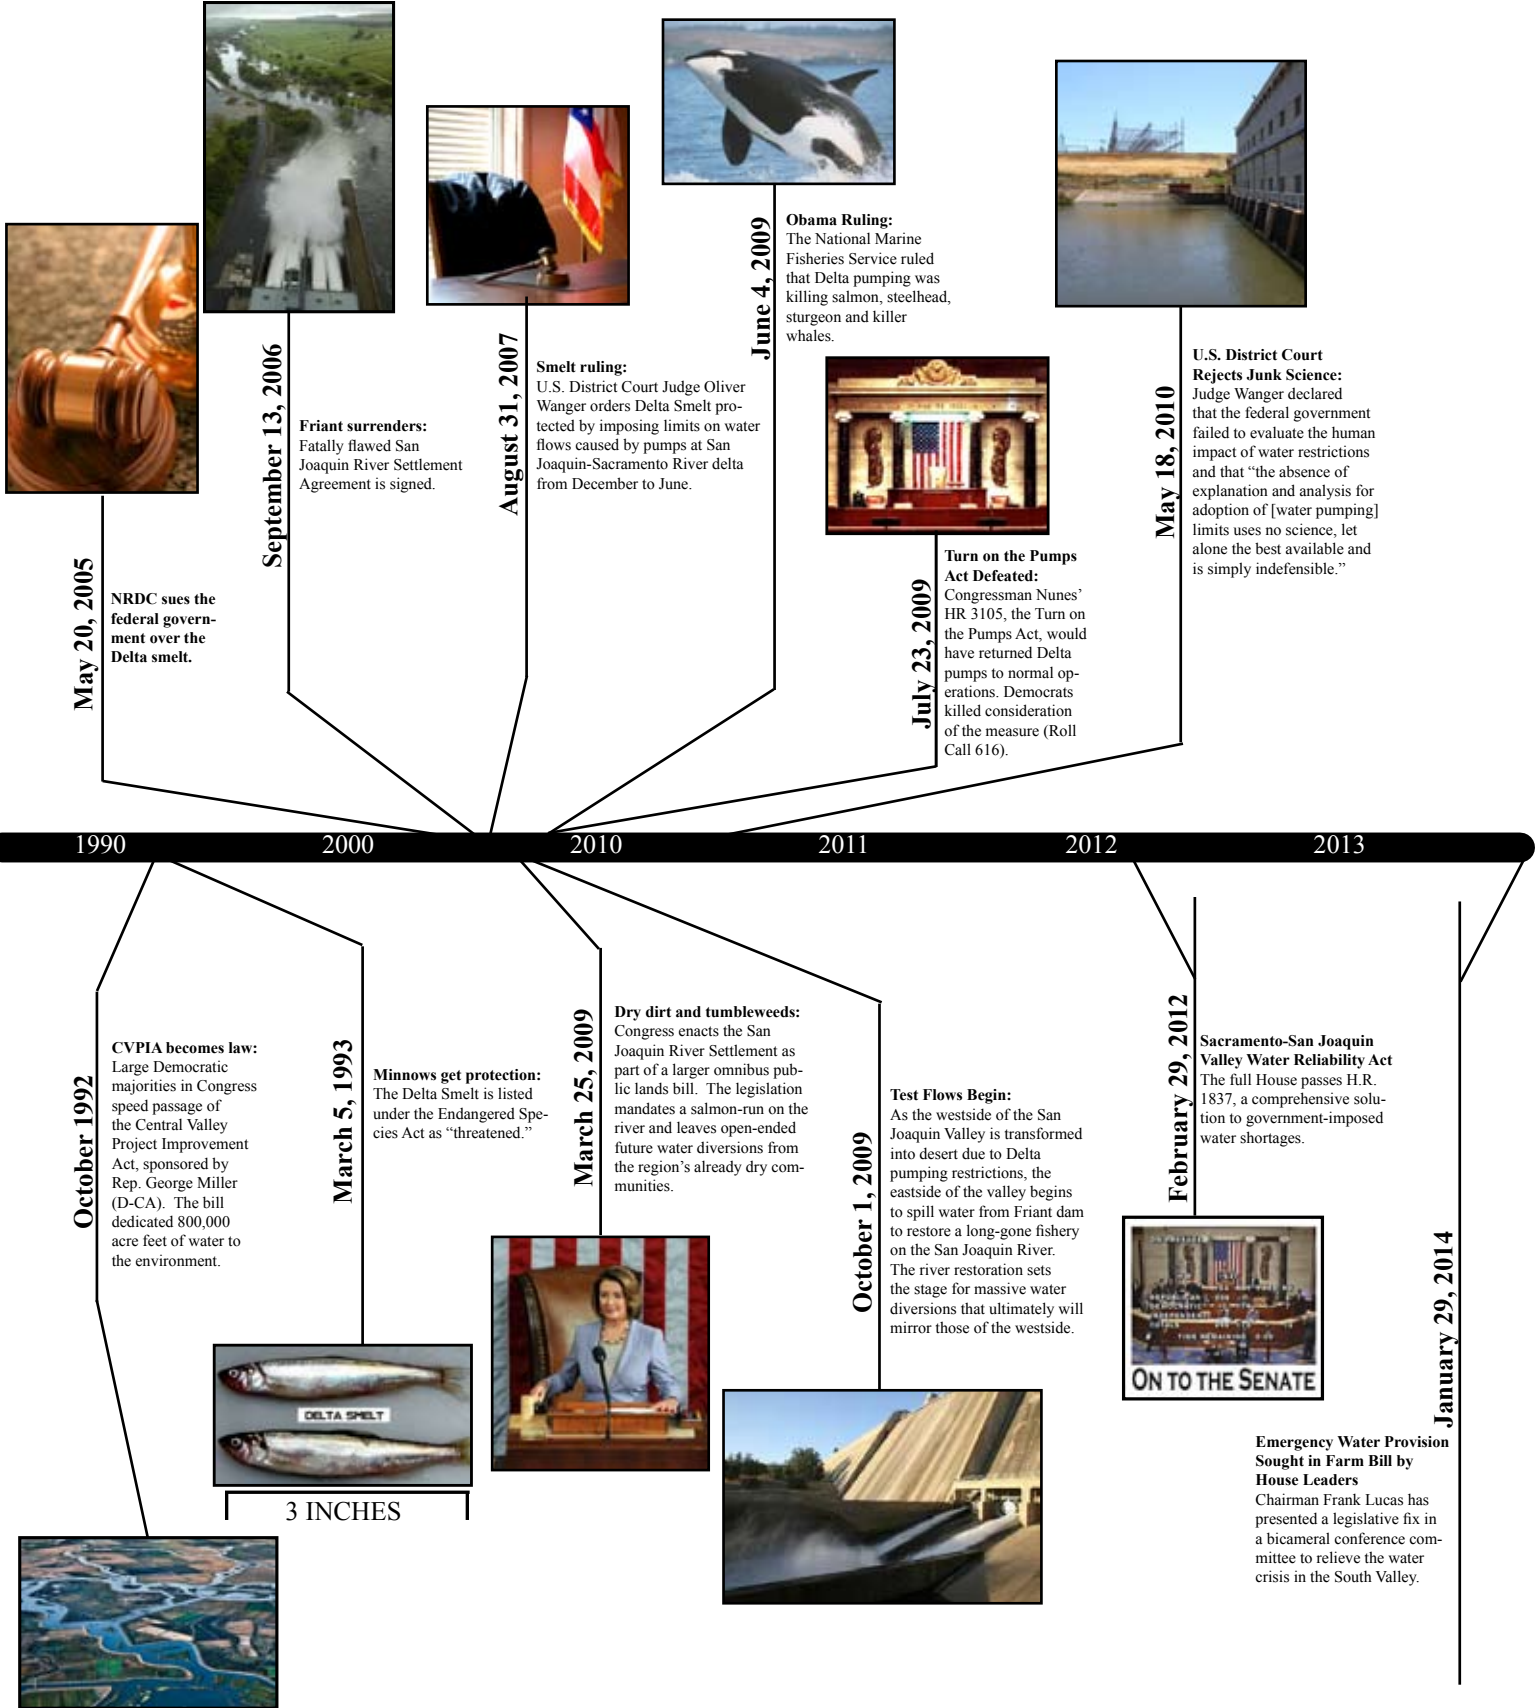 June 4, 2009
Obama Ruling:
The National Marine
Fisheries Service ruled
that Delta pumping was
killing salmon, steelhead,
sturgeon and killer
whales.
September 13, 2006
Friant surrenders:
Fatally flawed San
Joaquin River Settlement
Agreement is signed.
August 31, 2007
Smelt ruling:
U.S. District Court Judge Oliver
Wanger orders Delta Smelt pro-
tected by imposing limits on water
flows caused by pumps at San
Joaquin-Sacramento River delta
from December to June.
May 18, 2010
U.S. District Court
Rejects Junk Science:
Judge Wanger declared
that the federal government
failed to evaluate the human
impact of water restrictions
and that “the absence of
explanation and analysis for
adoption of [water pumping]
limits uses no science, let
alone the best available and
is simply indefensible.”
May 20, 2005
NRDC sues the
federal govern-
ment over the
Delta smelt.
July 23, 2009
Turn on the Pumps
Act Defeated:
Congressman Nunes’
HR 3105, the Turn on
the Pumps Act, would
have returned Delta
pumps to normal op-
erations. Democrats
killed consideration
of the measure (Roll
Call 616).
1990 2000 2010 2011 2012 2013
October 1992
CVPIA becomes law:
Large Democratic
majorities in Congress
speed passage of
the Central Valley
Project Improvement
Act, sponsored by
Rep. George Miller
(D-CA). The bill
dedicated 800,000
acre feet of water to
the environment.
March 5, 1993
Minnows get protection:
The Delta Smelt is listed
under the Endangered Spe-
cies Act as “threatened.”
DELTA SMELT
3 INCHES
March 25, 2009
Dry dirt and tumbleweeds:
Congress enacts the San
Joaquin River Settlement as
part of a larger omnibus pub-
lic lands bill. The legislation
mandates a salmon-run on the
river and leaves open-ended
future water diversions from
the region’s already dry com-
munities.
October 1, 2009
Test Flows Begin:
As the westside of the San
Joaquin Valley is transformed
into desert due to Delta
pumping restrictions, the
eastside of the valley begins
to spill water from Friant dam
to restore a long-gone fishery
on the San Joaquin River.
The river restoration sets
the stage for massive water
diversions that ultimately will
mirror those of the westside.
February 29, 2012
Sacramento-San Joaquin
Valley Water Reliability Act
The full House passes H.R.
1837, a comprehensive solu-
tion to government-imposed
water shortages.
ON TO THE SENATE
January 29, 2014
Emergency Water Provision
Sought in Farm Bill by
House Leaders
Chairman Frank Lucas has
presented a legislative fix in
a bicameral conference com-
mittee to relieve the water
crisis in the South Valley.